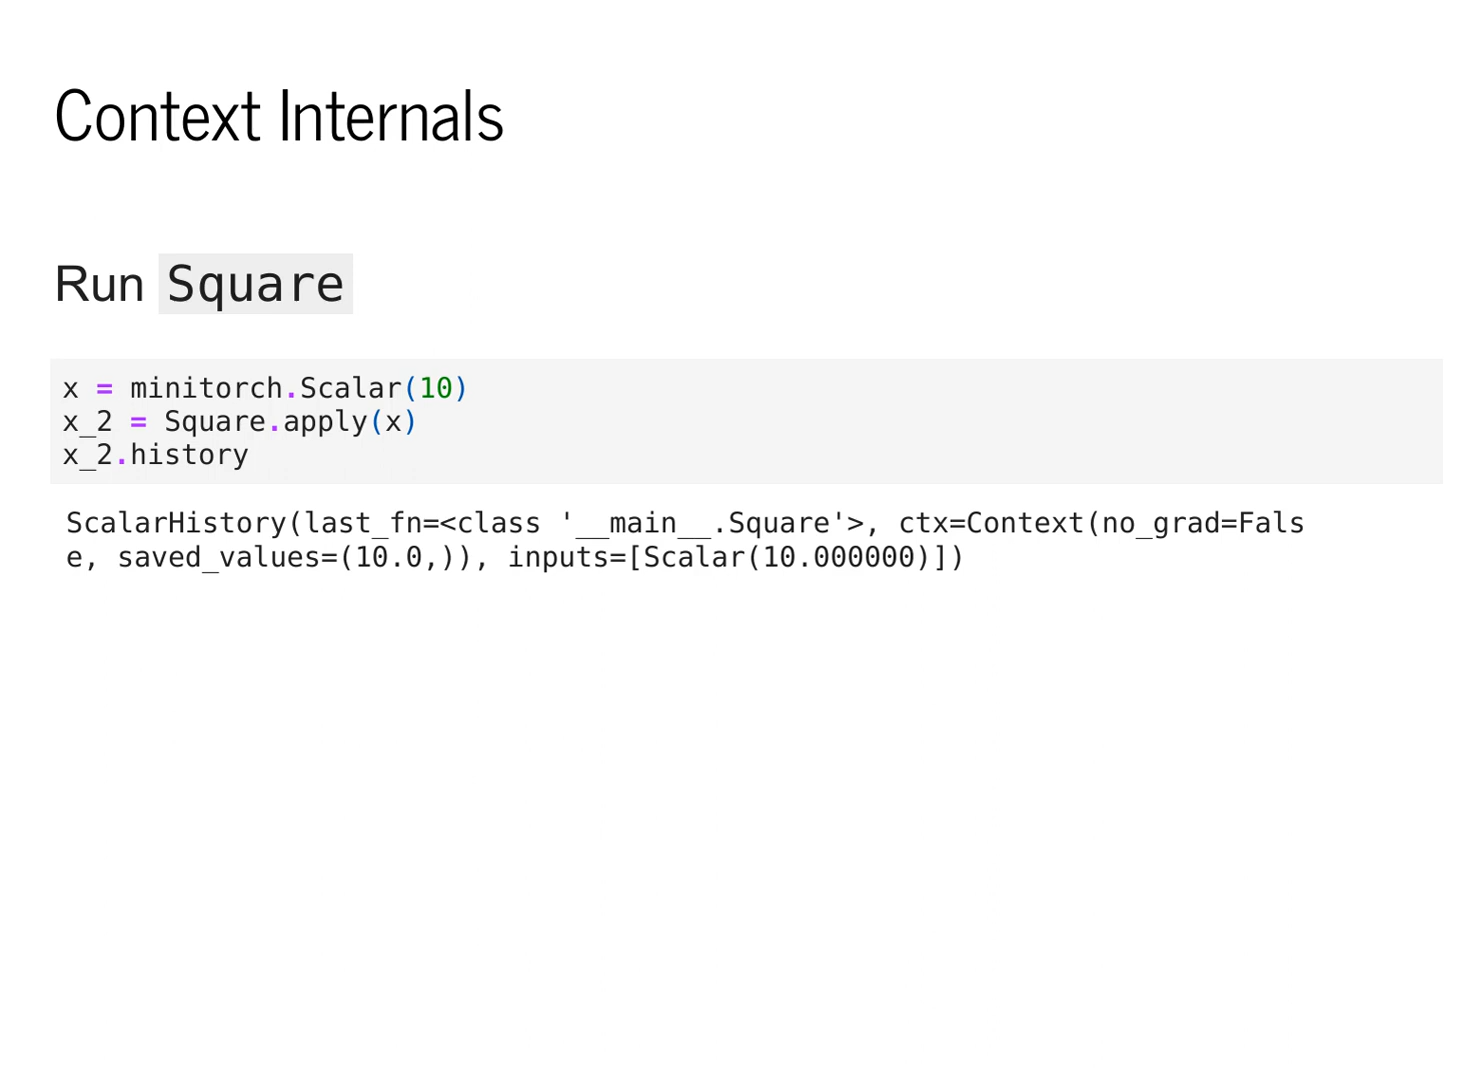 Context Internals
Run Square
x = minitorch.Scalar(10)
x_2 = Square.apply(x)
x_2.history
ScalarHistory(last_fn=<class '__main__.Square'>, ctx=Context(no_grad=Fals
e, saved_values=(10.0,)), inputs=[Scalar(10.000000)])